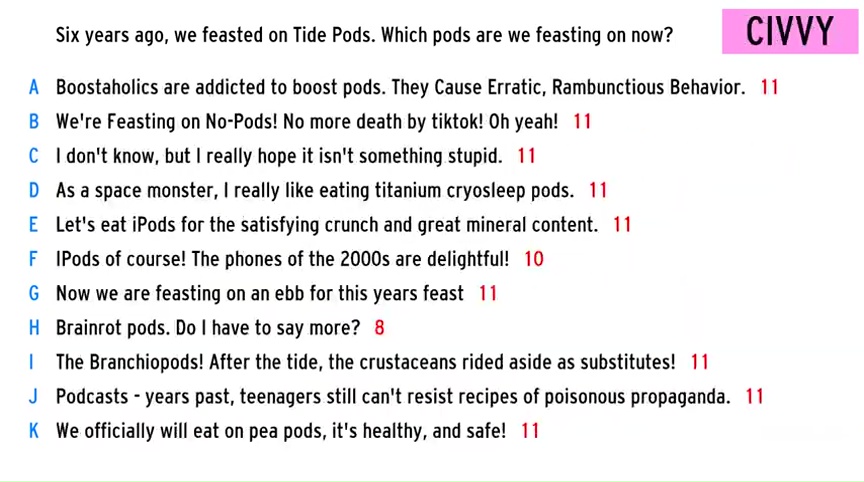 Six years ago, we feasted on Tide Pods. Which pods are we feasting on now?
CIVVY
A Boostaholics are addicted to boost pods. They Cause Erratic, Rambunctious Behavior. 11
B We're Feasting on No-Pods! No more death by tiktok! Oh yeah! 11
C I don't know, but I really hope it isn't something stupid. 11
D As a space monster, I really like eating titanium cryosleep pods. 11
E Let's eat iPods for the satisfying crunch and great mineral content. 11
F IPods of course! The phones of the 2000s are delightful! 10
G Now we are feasting on an ebb for this years feast 11
H Brainrot pods. Do I have to say more? 8
I The Branchiopods! After the tide, the crustaceans rided aside as substitutes! 11
J Podcasts - years past, teenagers still can't resist recipes of poisonous propaganda. 11
K We officially will eat on pea pods, it's healthy, and safe! 11